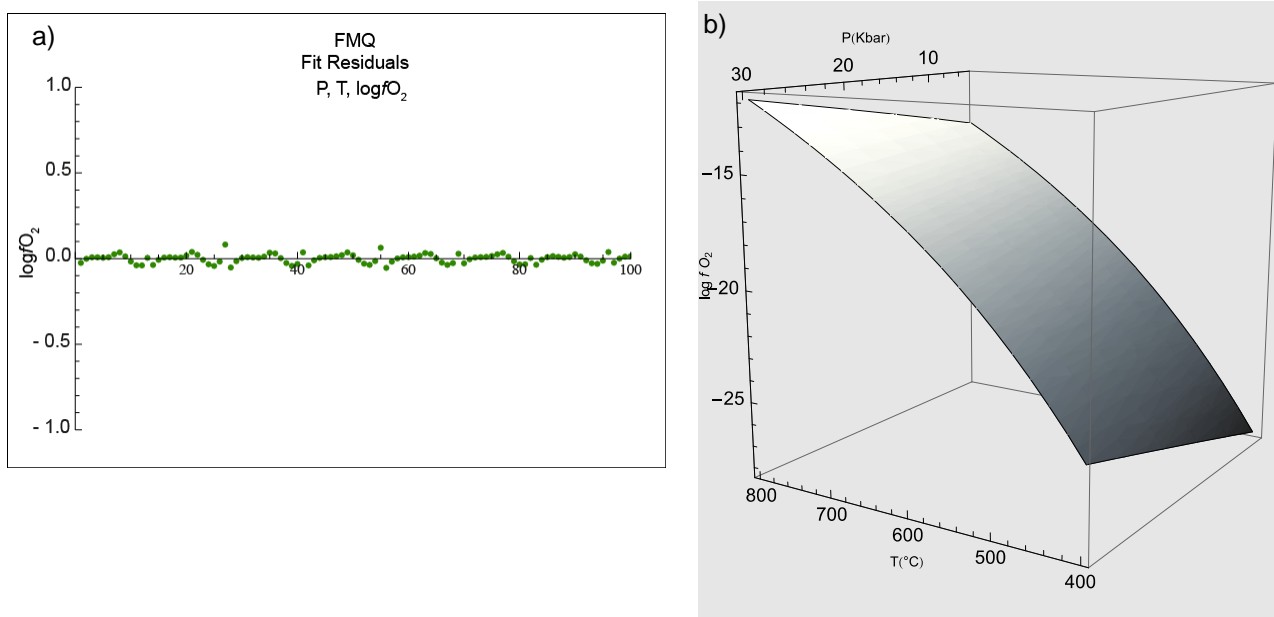 a)
FMQ
Fit Residuals
P, T, logfO2
1.0
0.5
0.0
- 0.5
- 1.0
logfO2
20
40
60
80
100
b)
P(Kbar)
30
20
10
−15
−20
−25
log f O2
800
700
600
500
400
T(°C)